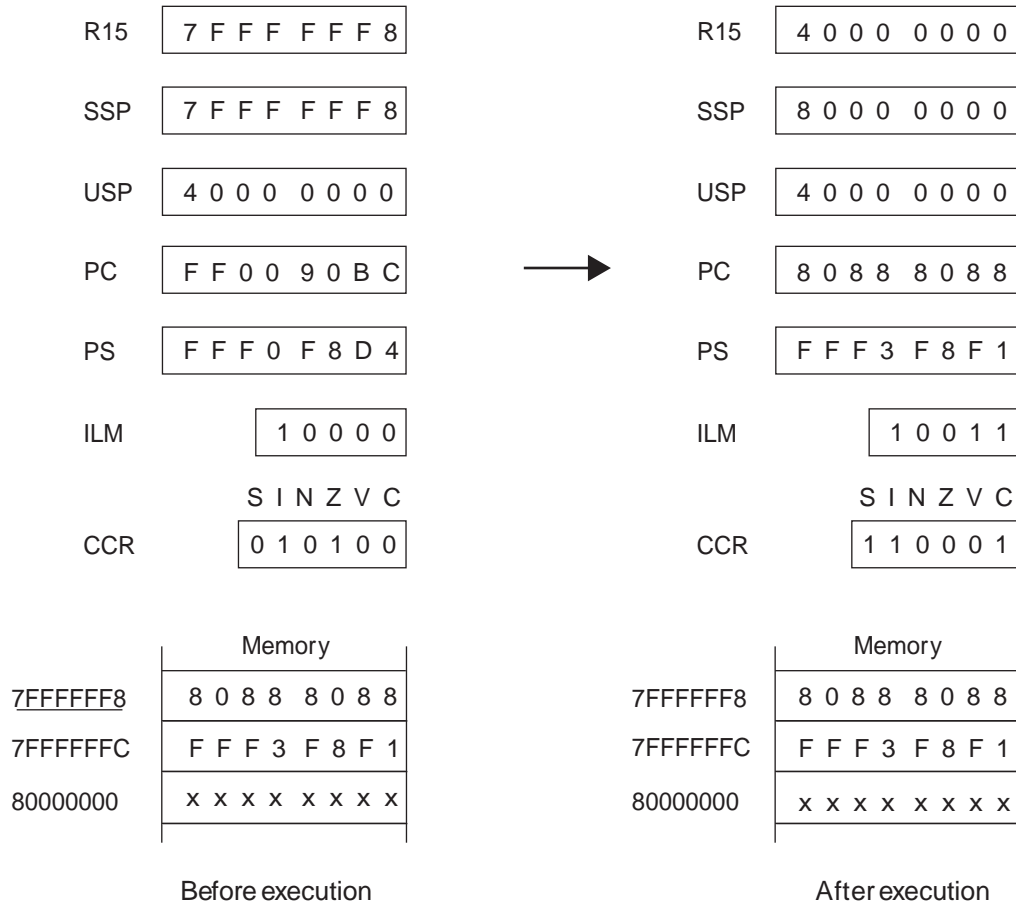 R15 7 F F F F F F 8 R15 4 0 0 0 0 0 0 0
SSP 7 F F F F F F 8 SSP 8 0 0 0 0 0 0 0
USP 4 0 0 0 0 0 0 0 USP 4 0 0 0 0 0 0 0
PC F F 0 0 9 0 B C PC 8 0 8 8 8 0 8 8
PS F F F 0 F 8 D 4 PS F F F 3 F 8 F 1
ILM 1 0 0 0 0 ILM 1 0 0 1 1
S I N Z V C S I N Z V C
CCR 0 1 0 1 0 0 CCR 1 1 0 0 0 1
Memory Memory
7FFFFFF8 8 0 8 8 8 0 8 8 7FFFFFF8 8 0 8 8 8 0 8 8
7FFFFFFC F F F 3 F 8 F 1 7FFFFFFC F F F 3 F 8 F 1
80000000 x x x x x x x x 80000000 x x x x x x x x
Before execution After execution